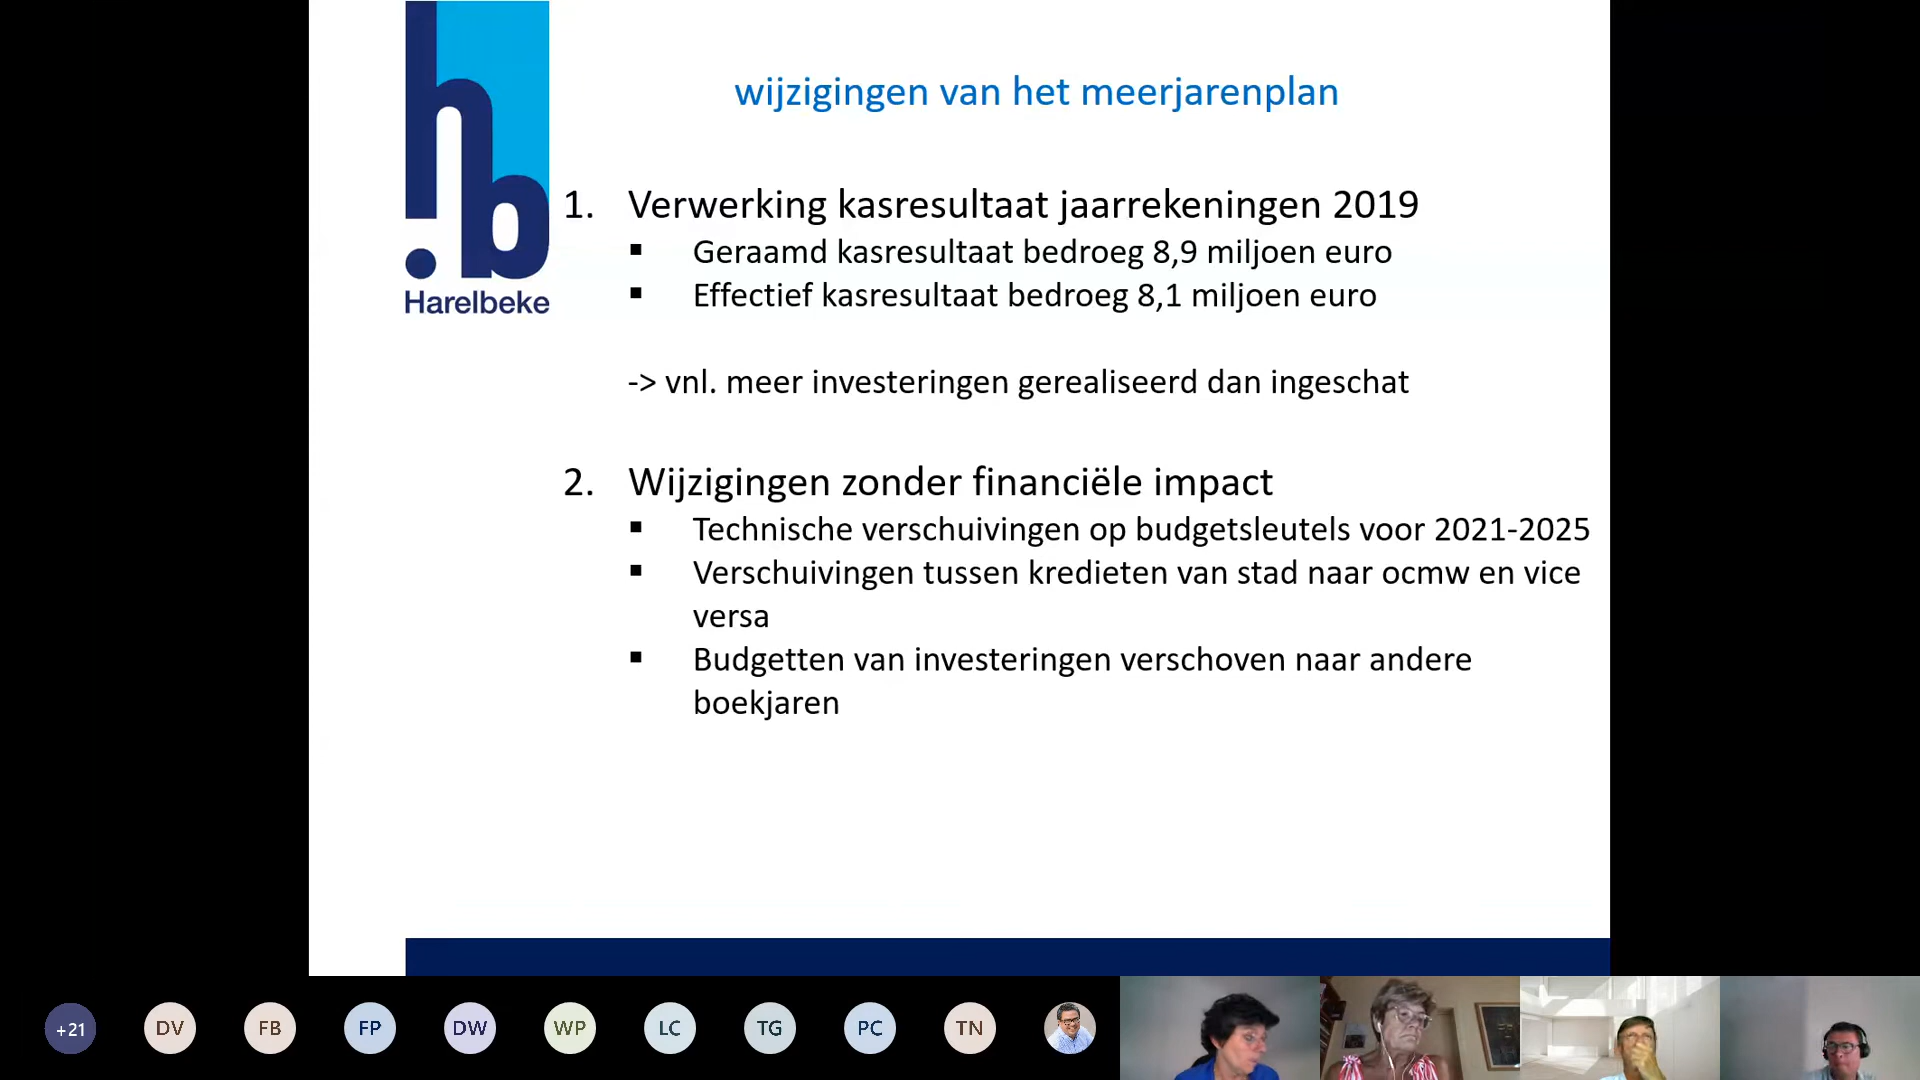 hb
Harelbeke
wijzigingen van het meerjarenplan
1. Verwerking kasresultaat jaarrekeningen 2019
▪ Geraamd kasresultaat bedroeg 8,9 miljoen euro
▪ Effectief kasresultaat bedroeg 8,1 miljoen euro
-> vnl. meer investeringen gerealiseerd dan ingeschat
2. Wijzigingen zonder financiële impact
▪ Technische verschuivingen op budgetsleutels voor 2021-2025
▪ Verschuivingen tussen kredieten van stad naar ocmw en vice
versa
▪ Budgetten van investeringen verschoven naar andere
boekjaren
+21 DV FB FP DW WP LC TG PC TN